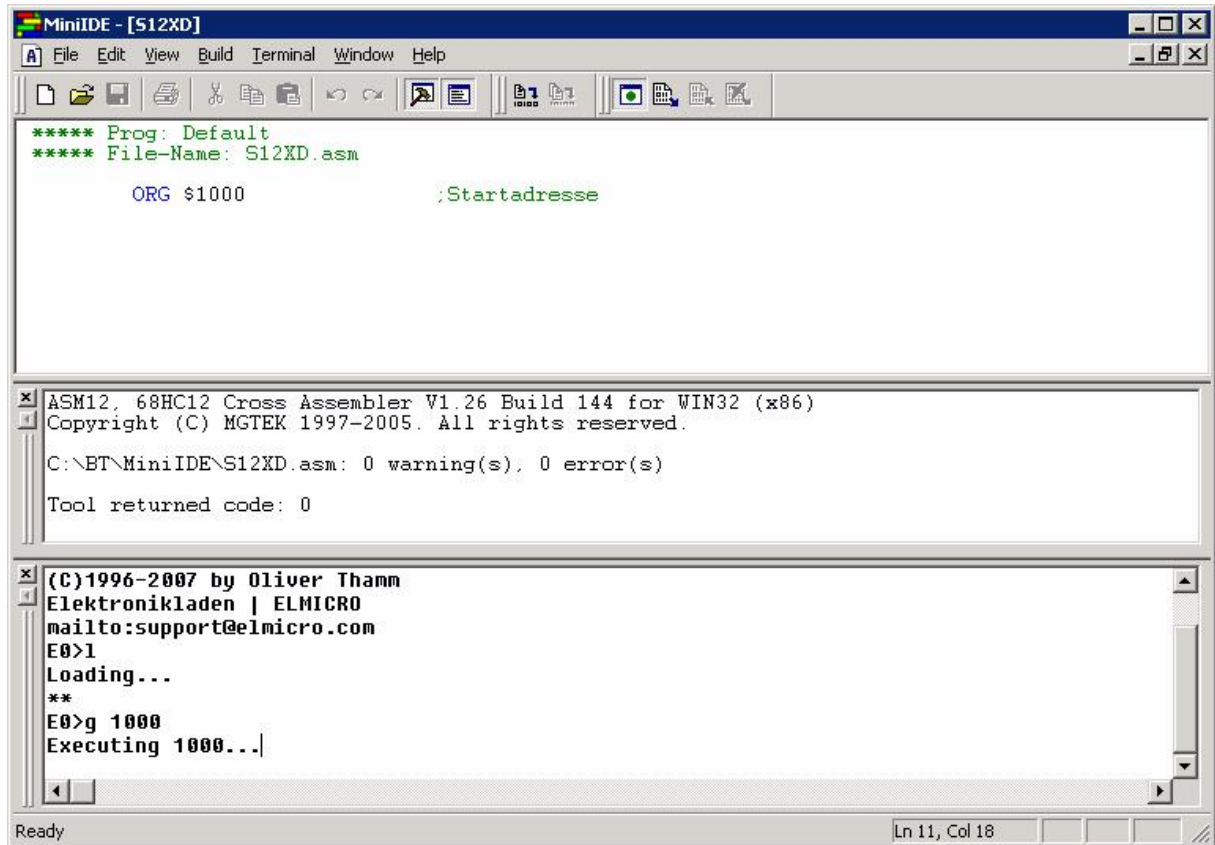 MiniIDE - [S12XD]
File Edit View Build Terminal Window Help
***** Prog: Default
***** File-Name: S12XD.asm
ORG $1000 ;Startadresse
ASM12, 68HC12 Cross Assembler V1.26 Build 144 for WIN32 (x86)
Copyright (C) MGTEK 1997-2005. All rights reserved.
C:\BT\MiniIDE\S12XD.asm: 0 warning(s), 0 error(s)
Tool returned code: 0
(C)1996-2007 by Oliver Thamm
Elektronikladen | ELMICRO
mailto:support@elmicro.com
E0>l
Loading...
**
E0>g 1000
Executing 1000...
Ready Ln 11, Col 18